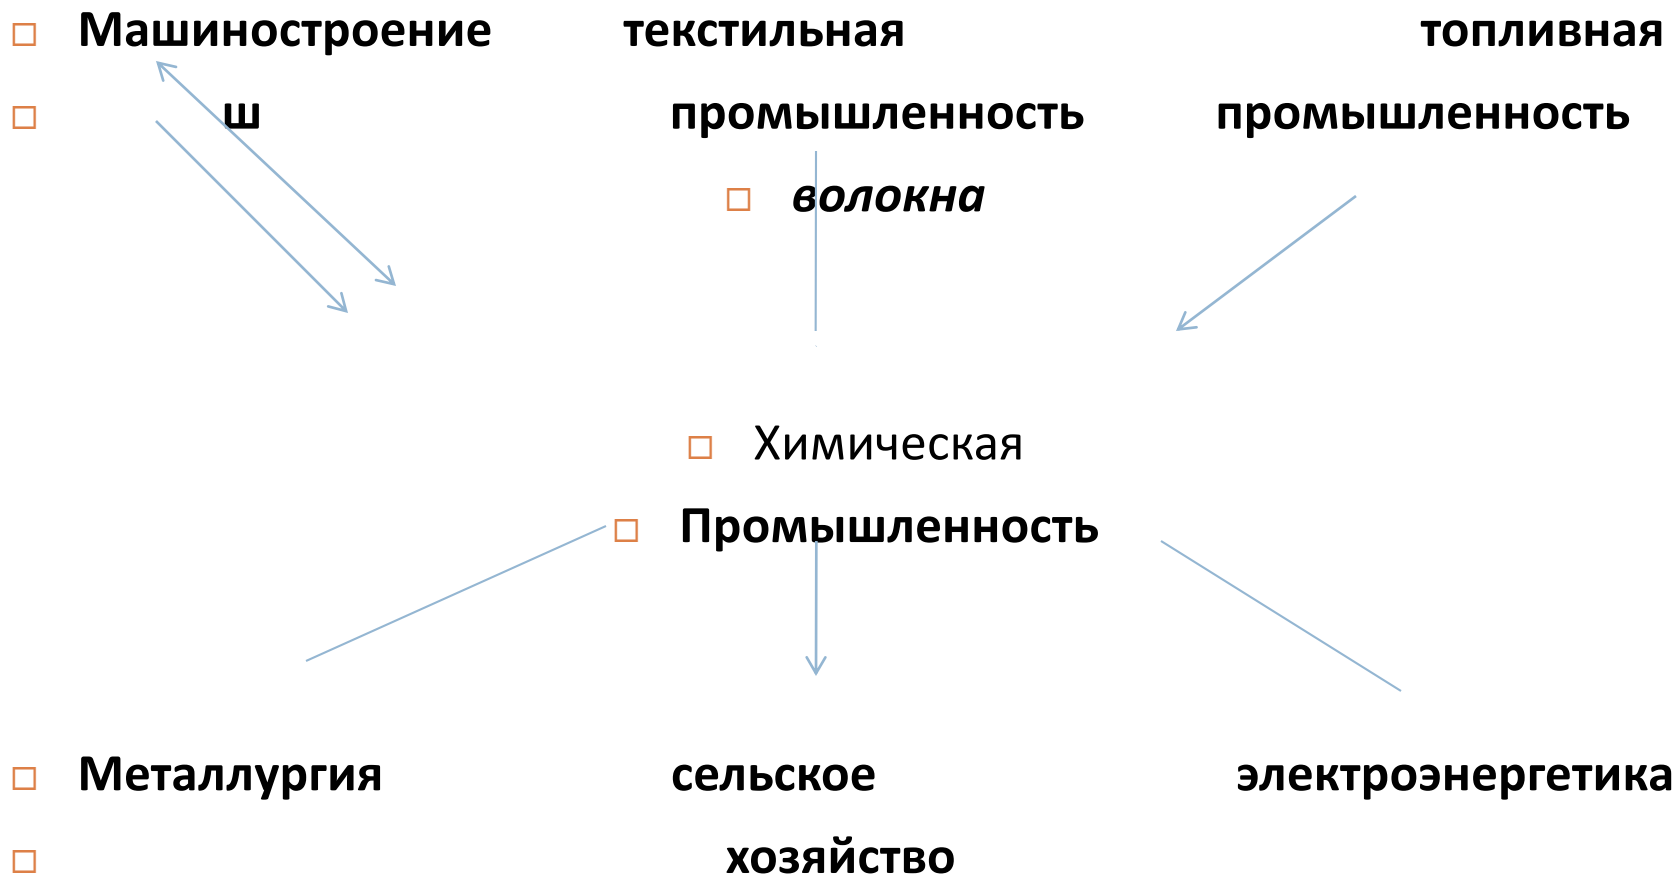 Машиностроение текстильная топливная
ш промышленность промышленность
волокна
Химическая
Промышленность
Металлургия сельское электроэнергетика
хозяйство